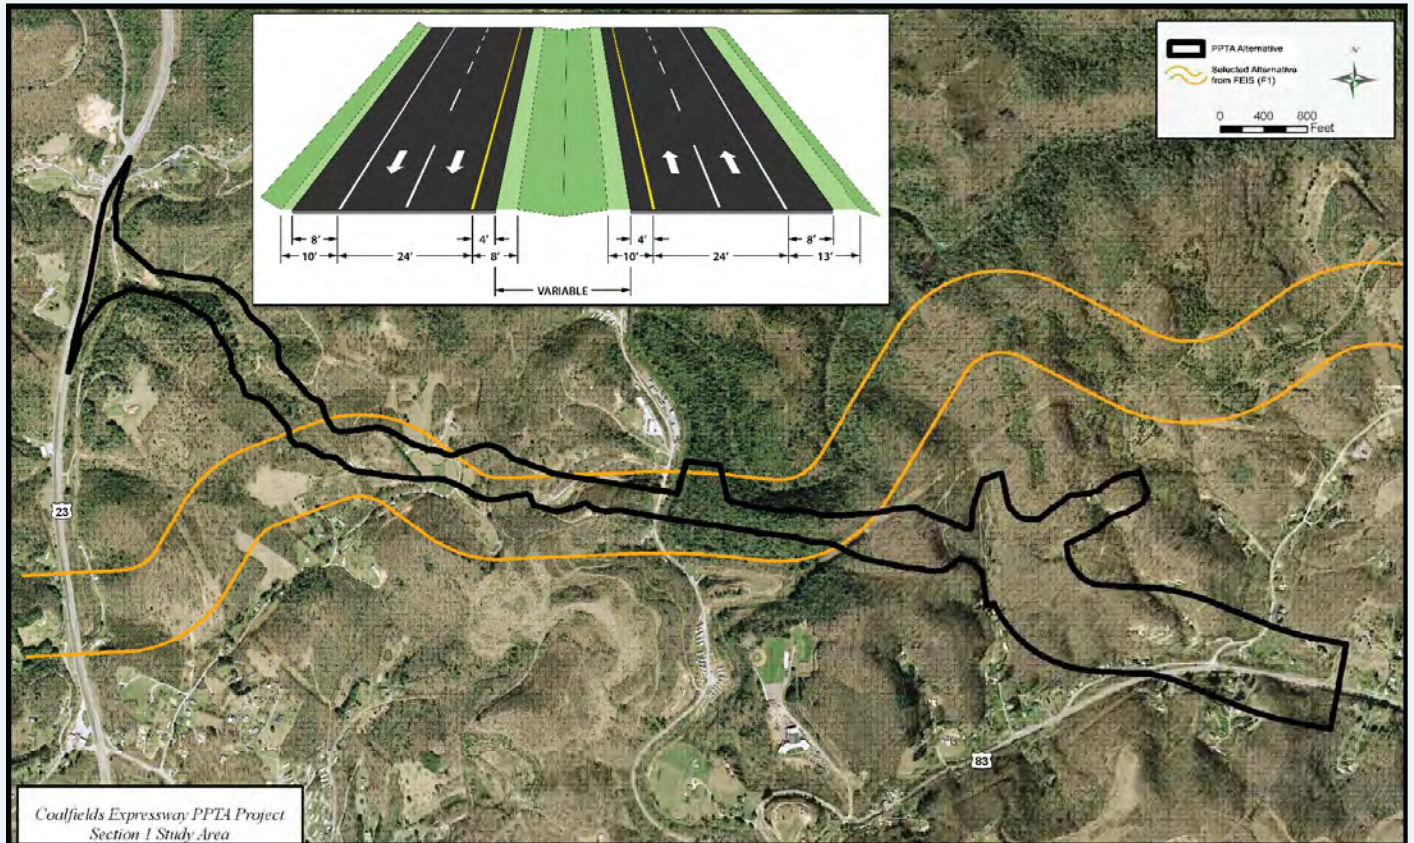 PPTA Alternative
Selected Alternative
from FEIS (F1)
0 400 800
Feet
8' 4' 4' 8'
10' 24' 8' 10' 24' 13'
VARIABLE
23
83
Coalfields Expressway PPTA Project
Section 1 Study Area